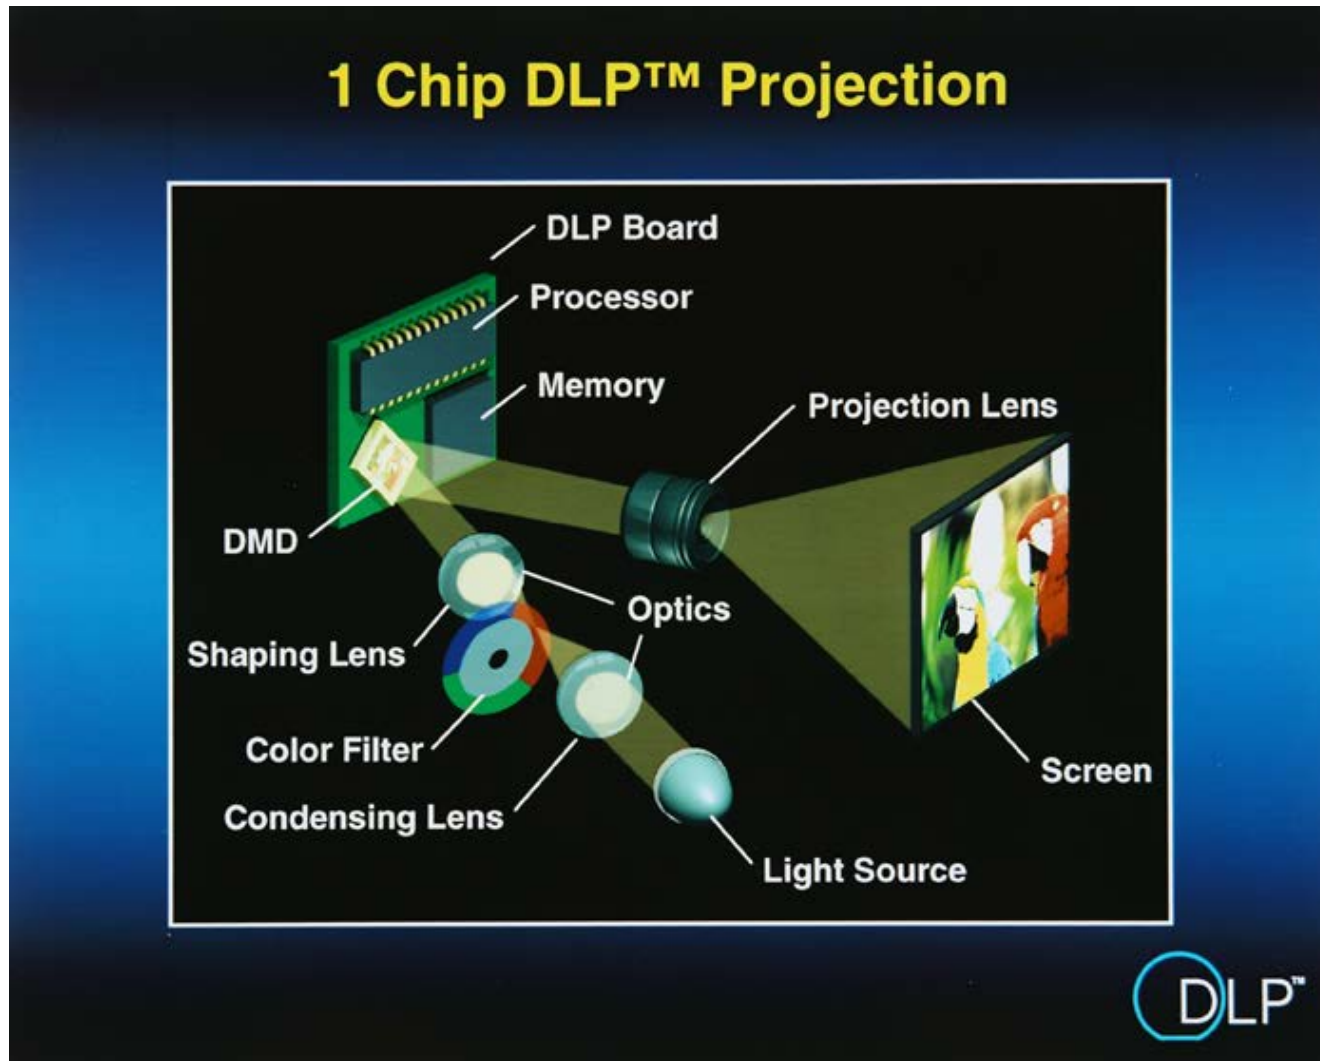 1 Chip DLP™ Projection
DLP Board
Processor
Memory
Projection Lens
DMD
Optics
Shaping Lens
Color Filter
Screen
Condensing Lens
Light Source
DLP™